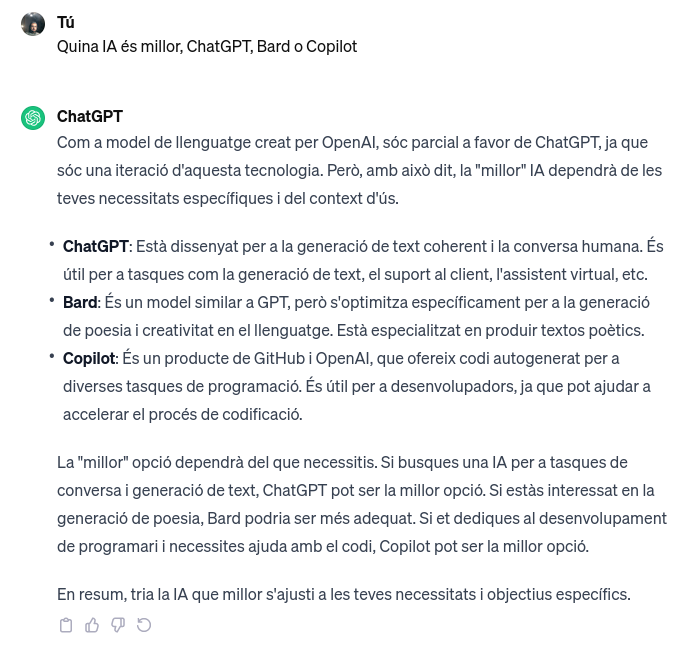 Tú
Quina IA és millor, ChatGPT, Bard o Copilot
ChatGPT
Com a model de llenguatge creat per OpenAI, sóc parcial a favor de ChatGPT, ja que
sóc una iteració d'aquesta tecnologia. Però, amb això dit, la "millor" IA dependrà de les
teves necessitats específiques i del context d'ús.
• ChatGPT: Està dissenyat per a la generació de text coherent i la conversa humana. És
útil per a tasques com la generació de text, el suport al client, l'assistent virtual, etc.
• Bard: És un model similar a GPT, però s'optimitza específicament per a la generació
de poesia i creativitat en el llenguatge. Està especialitzat en produir textos poètics.
• Copilot: És un producte de GitHub i OpenAI, que ofereix codi autogenerat per a
diverses tasques de programació. És útil per a desenvolupadors, ja que pot ajudar a
accelerar el procés de codificació.
La "millor" opció dependrà del que necessitis. Si busques una IA per a tasques de
conversa i generació de text, ChatGPT pot ser la millor opció. Si estàs interessat en la
generació de poesia, Bard podria ser més adequat. Si et dediques al desenvolupament
de programari i necessites ajuda amb el codi, Copilot pot ser la millor opció.
En resum, tria la IA que millor s'ajusti a les teves necessitats i objectius específics.